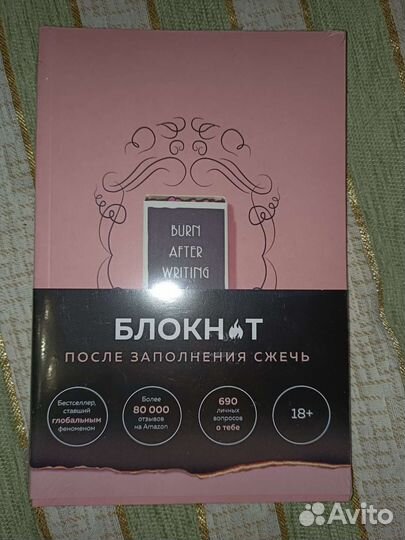 BURN
AFTER
WRITING
БЛОКНОТ
ПОСЛЕ ЗАПОЛНЕНИЯ СЖЕЧЬ
Бестселлер,
ставший
глобальным
феноменом
Более
80 000
отзывов
на Amazon
690
личных
вопросов
о тебе
18+
Avito